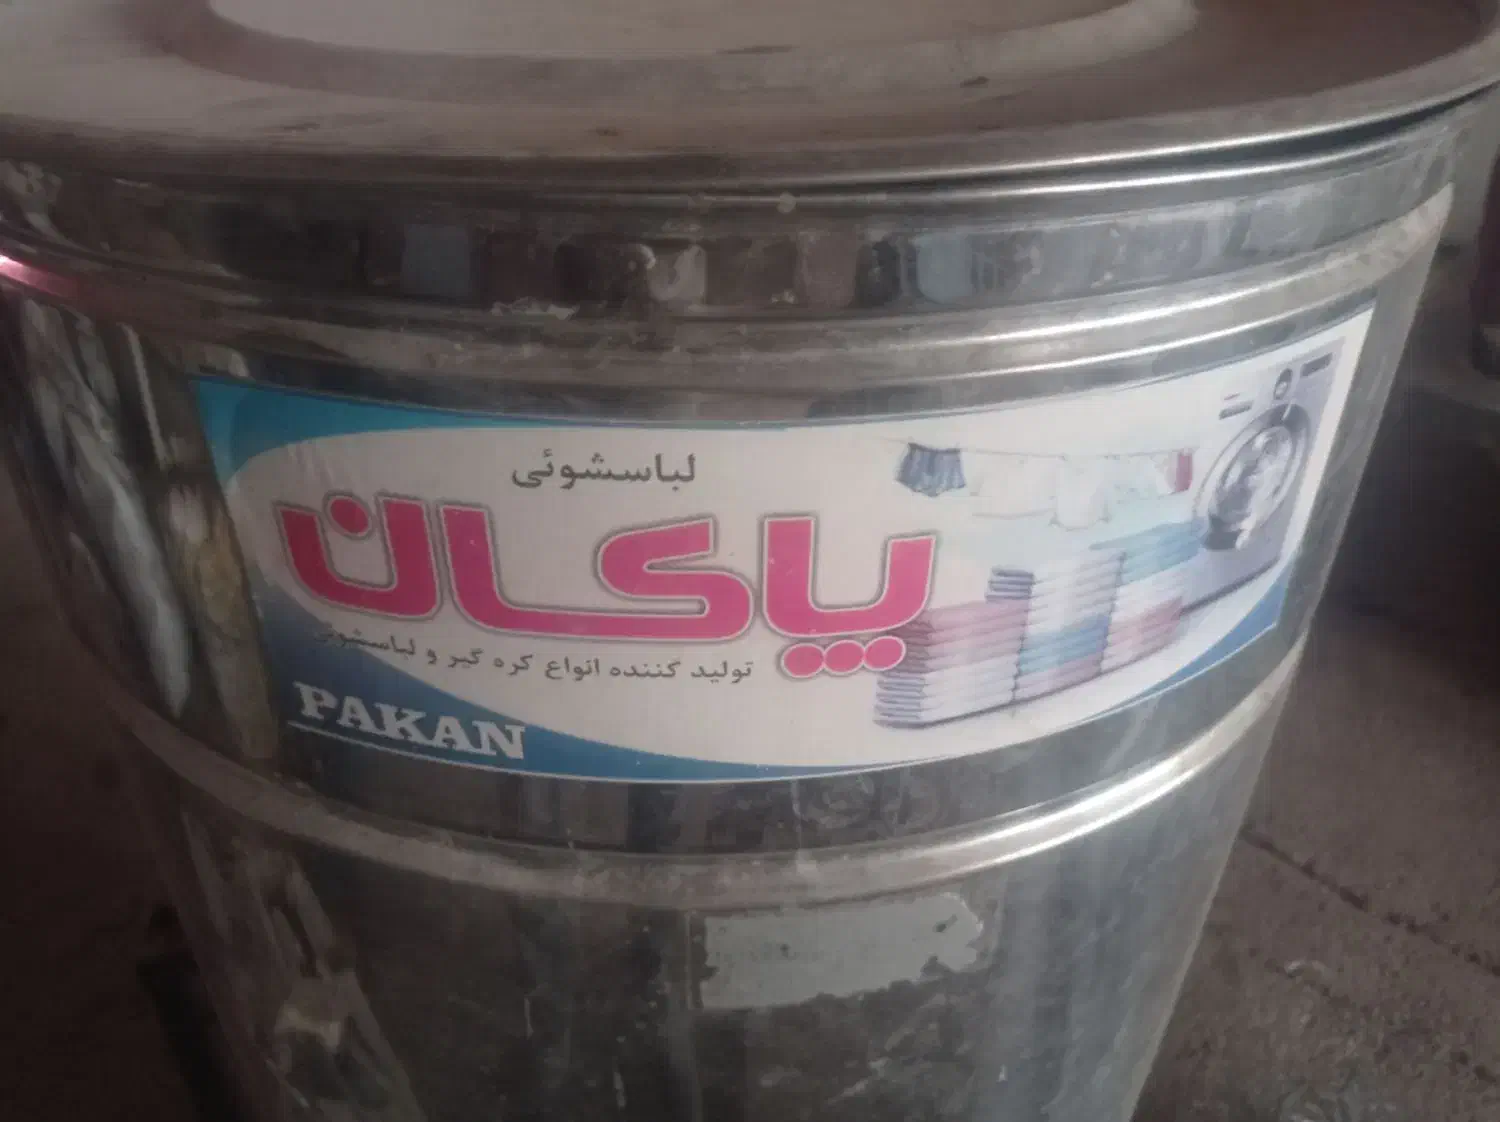 لباسشوئی
پاکان
تولید کننده انواع کره گیر و لباسشوئی
PAKAN